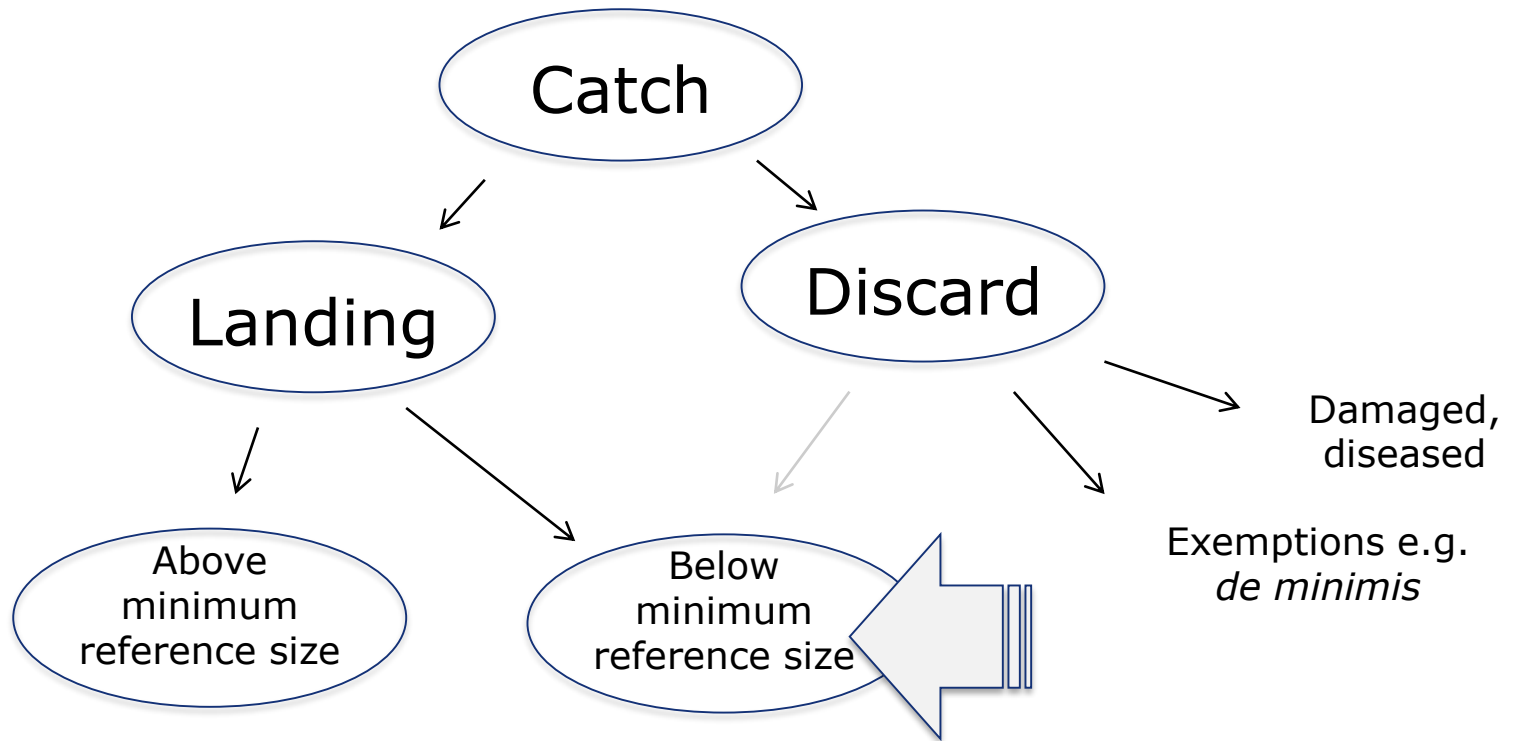 Catch
Landing
Discard
Damaged,
diseased
Exemptions e.g.
de minimis
Above
minimum
reference size
Below
minimum
reference size